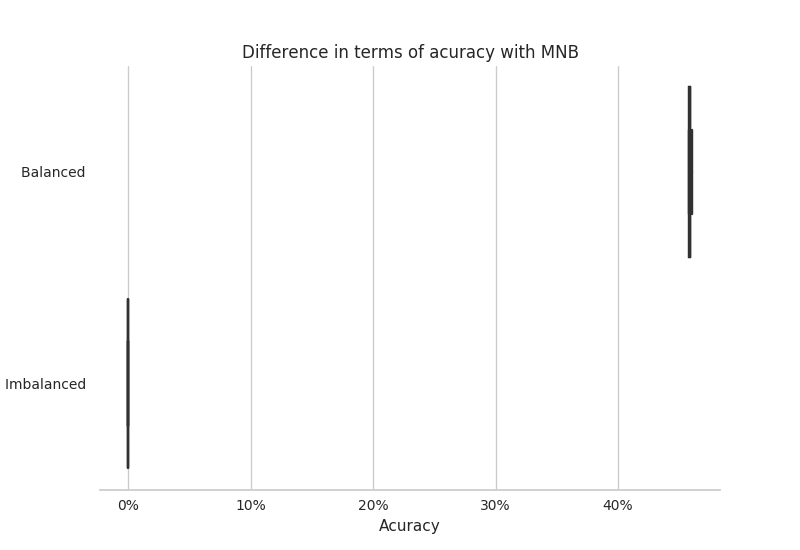 Difference in terms of acuracy with MNB
Balanced
Imbalanced
0% 10% 20% 30% 40%
Acuracy